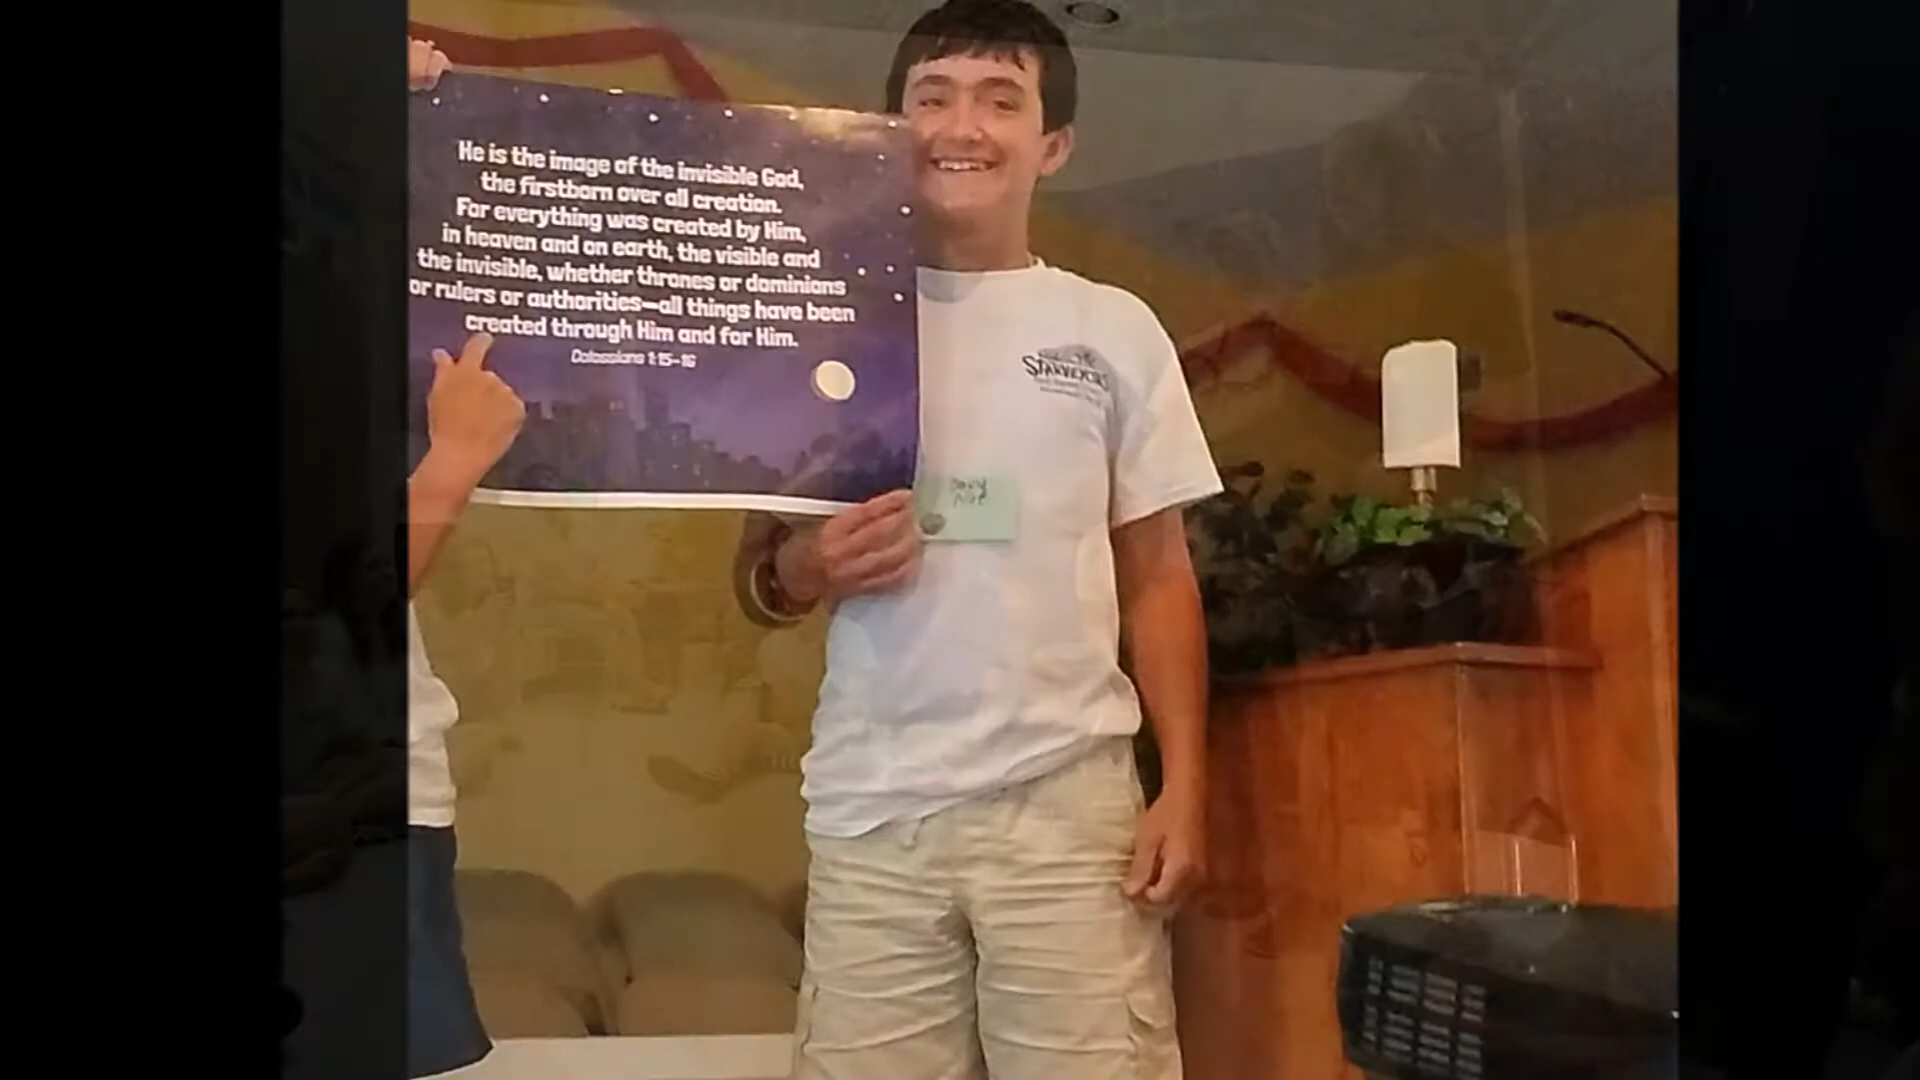 He is the image of the invisible God,
the firstborn over all creation.
For everything was created by Him,
in heaven and on earth, the visible and
the invisible, whether thrones or dominions
or rulers or authorities—all things have been
created through Him and for Him.
Colossians 1:15-16